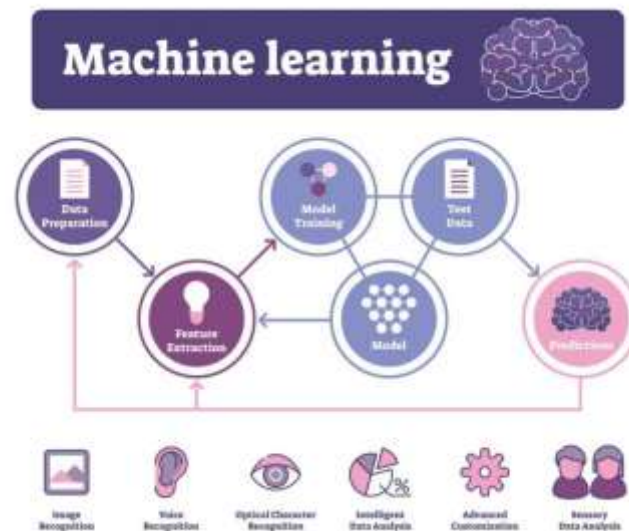 Machine learning
Data
Preparation
Model
Training
Test
Data
Feature
Extraction
Model
Predictions
Image
Recognition
Voice
Recognition
Optical Character
Recognition
Intelligent
Data Analysis
%
Advanced
Customization
Sensory
Data Analysis